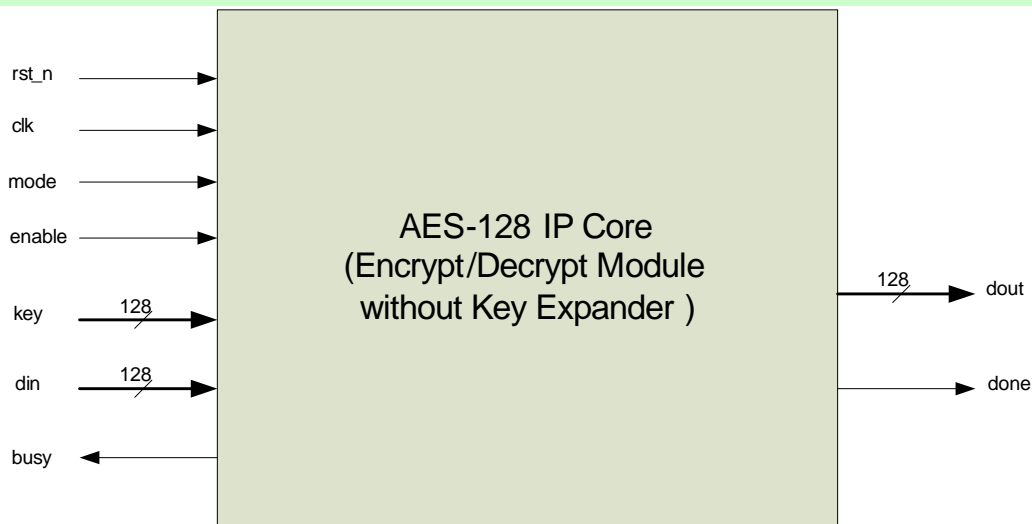 rst_n
clk
mode
enable
key
128
din
128
busy
AES-128 IP Core
(Encrypt/Decrypt Module
without Key Expander )
128
dout
done